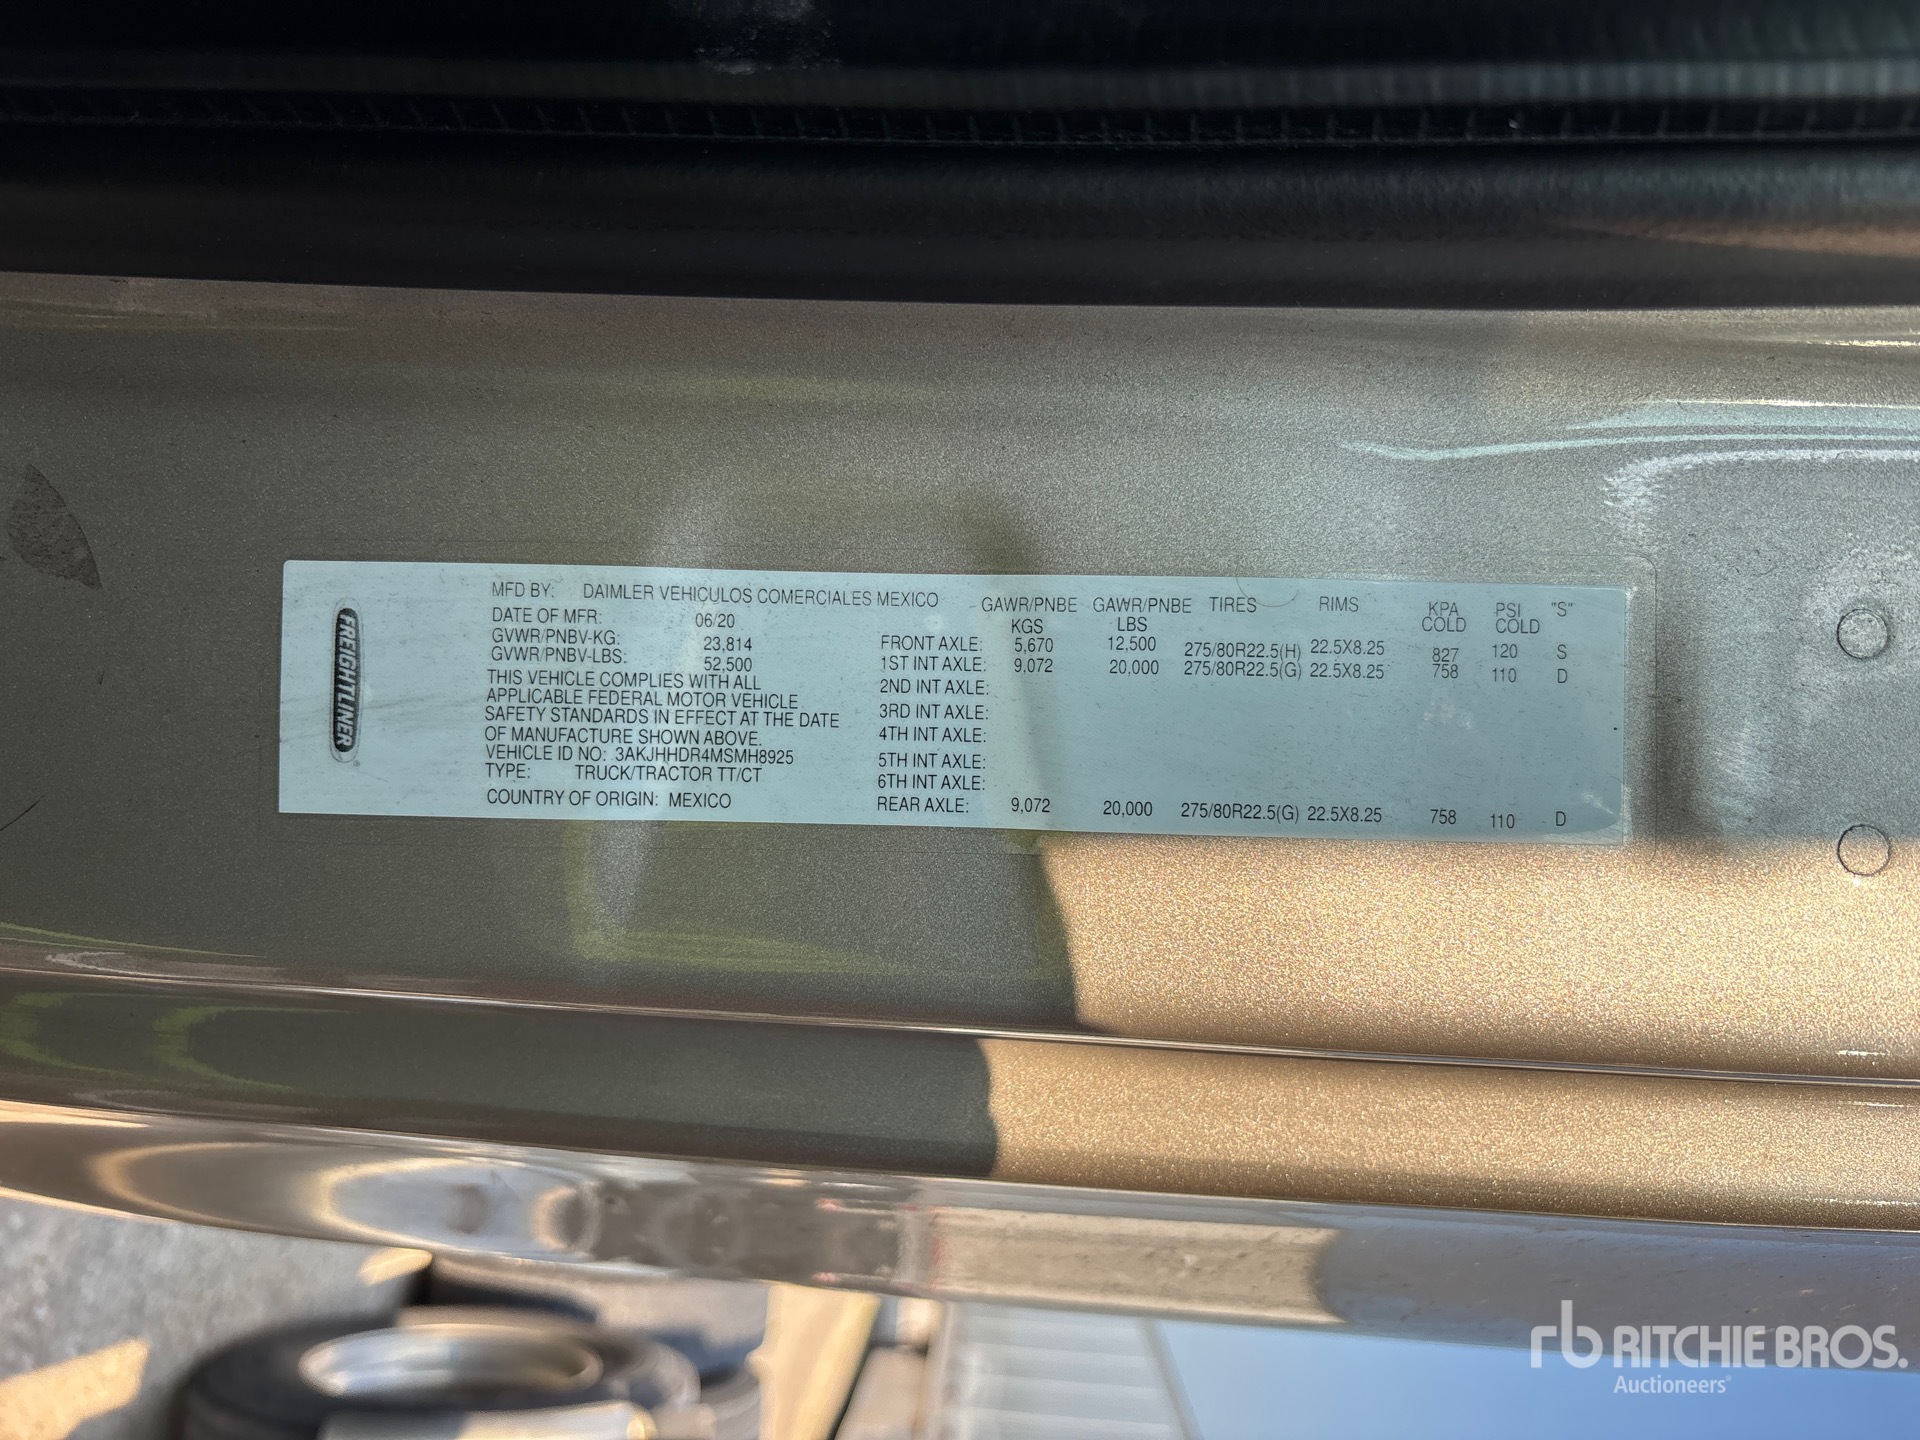 FREIGHTLINER
MFD BY: DAIMLER VEHICULOS COMERCIALES MEXICO
DATE OF MFR: 06/20
GVWR/PNBV-KG: 23,814
GVWR/PNBV-LBS: 52,500
THIS VEHICLE COMPLIES WITH ALL
APPLICABLE FEDERAL MOTOR VEHICLE
SAFETY STANDARDS IN EFFECT AT THE DATE
OF MANUFACTURE SHOWN ABOVE.
VEHICLE ID NO: 3AKJHHDR4MSMH8925
TYPE: TRUCK/TRACTOR TT/CT
COUNTRY OF ORIGIN: MEXICO
GAWR/PNBE GAWR/PNBE TIRES RIMS KPA PSI "S"
KGS LBS COLD COLD
FRONT AXLE: 5,670 12,500 275/80R22.5(H) 22.5X8.25 827 120 S
1ST INT AXLE: 9,072 20,000 275/80R22.5(G) 22.5X8.25 758 110 D
2ND INT AXLE:
3RD INT AXLE:
4TH INT AXLE:
5TH INT AXLE:
6TH INT AXLE:
REAR AXLE: 9,072 20,000 275/80R22.5(G) 22.5X8.25 758 110 D
rb RITCHIE BROS.
Auctioneers